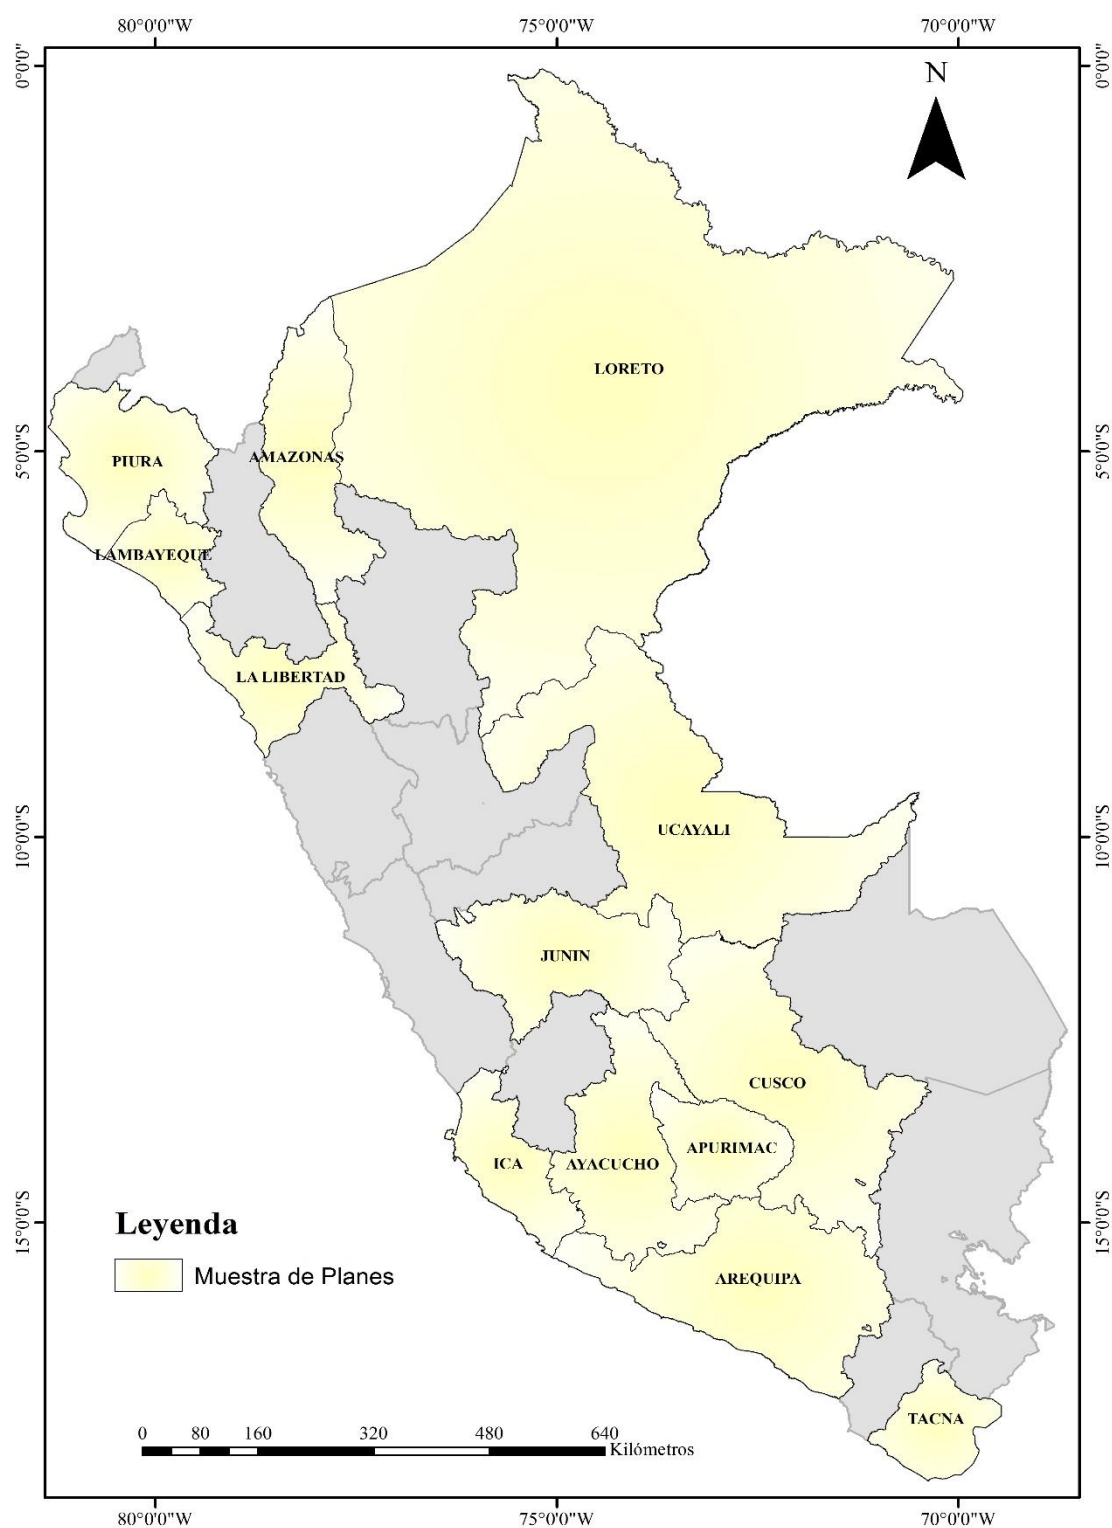 80°0'0"W 75°0'0"W 70°0'0"W
0°0'0" 0°0'0"
N
LORETO
AMAZONAS
PIURA
5°0'0"S 5°0'0"S
LAMBAYEQUE
LA LIBERTAD
UCAYALI
10°0'0"S 10°0'0"S
JUNIN
CUSCO
APURIMAC
ICA AYACUCHO
15°0'0"S 15°0'0"S
Leyenda
Muestra de Planes
AREQUIPA
TACNA
0 80 160 320 480 640
Kilómetros
80°0'0"W 75°0'0"W 70°0'0"W